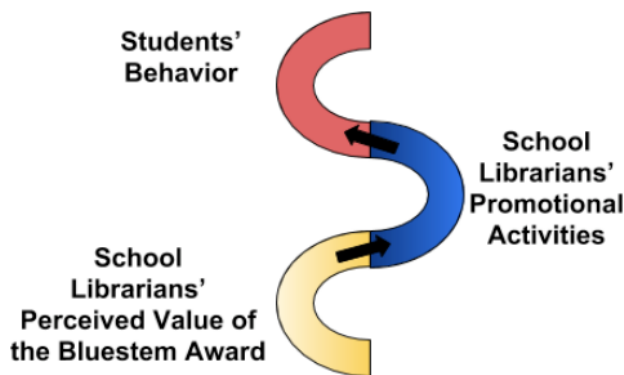 Students’
Behavior
School
Librarians’
Promotional
Activities
School
Librarians’
Perceived Value of
the Bluestem Award